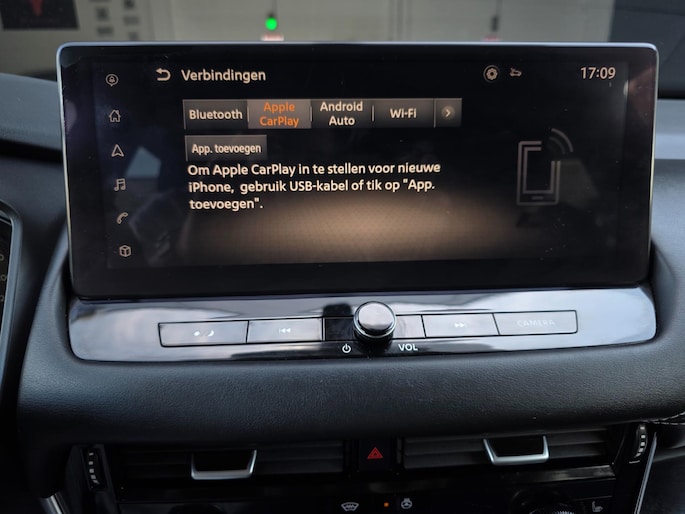 Verbindingen
17:09
Bluetooth
Apple
CarPlay
Android
Auto
Wi-Fi
App. toevoegen
Om Apple CarPlay in te stellen voor nieuwe
iPhone, gebruik USB-kabel of tik op "App.
toevoegen".
CAMERA
VOL